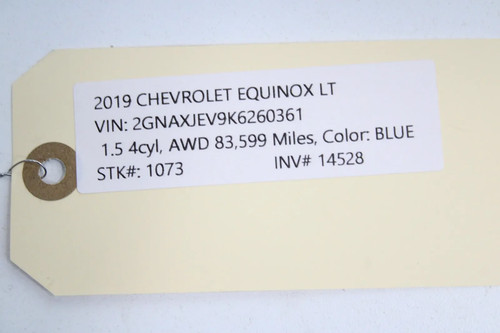 2019 CHEVROLET EQUINOX LT
VIN: 2GNAXJEV9K6260361
1.5 4cyl, AWD 83,599 Miles, Color: BLUE
STK#: 1073 INV# 14528